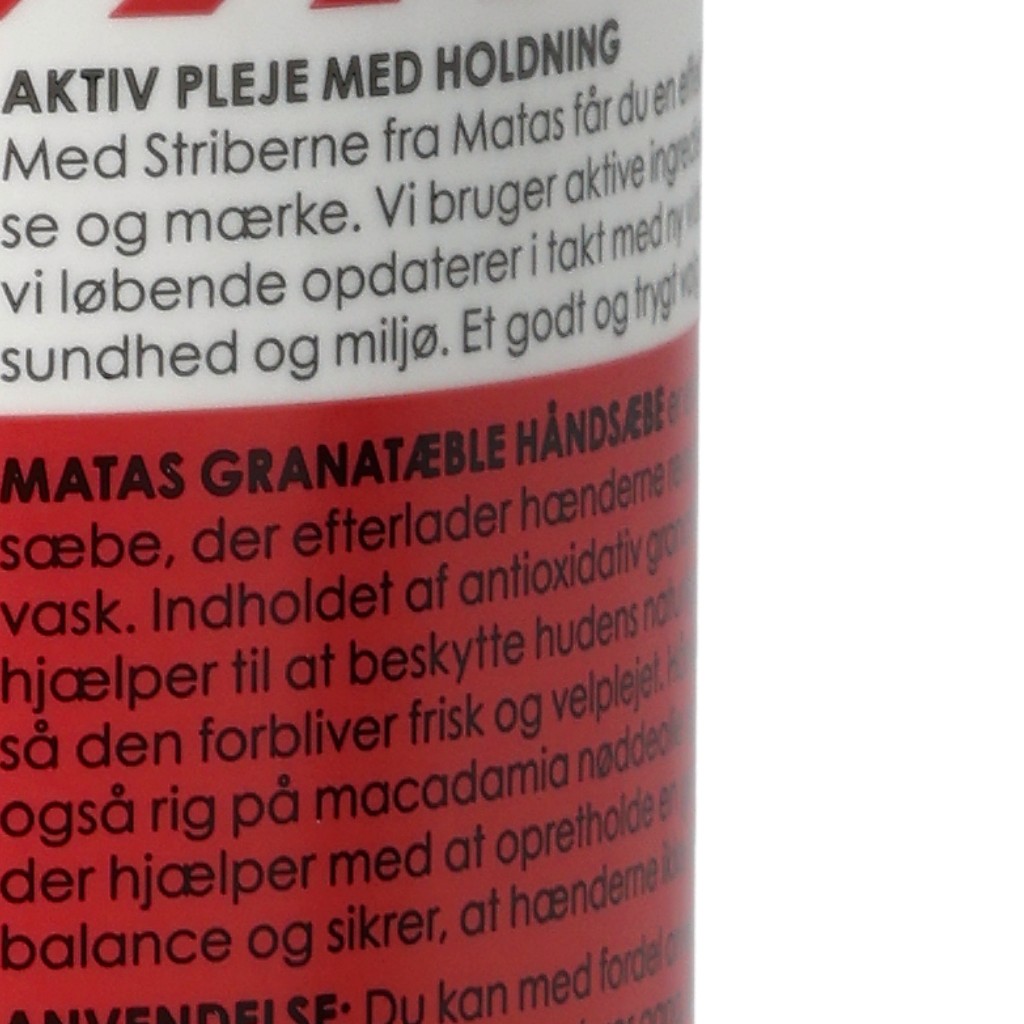 AKTIV PLEJE MED HOLDNING
Med Striberne fra Matas får du en
se og mærke. Vi bruger aktive
vi løbende opdaterer i takt med ny
sundhed og miljø. Et godt og trygt
MATAS GRANATÆBLE HÅNDSÆBE
sæbe, der efterlader hænderne
vask. Indholdet af antioxidativ
hjælper til at beskytte hudens
så den forbliver frisk og velplejet.
også rig på macadamia
der hjælper med at opretholde en
balance og sikrer, at hænderne
ANVENDELSE: Du kan med fordel